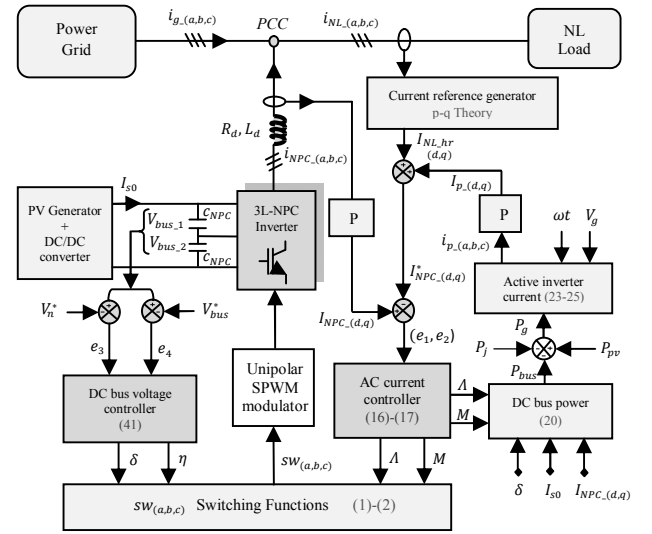 Power
Grid
i_g_(a,b,c)
PCC
i_NL_(a,b,c)
NL
Load
R_d, L_d
i_NPC_(a,b,c)
Current reference generator
p-q Theory
I_NL_hr
(d,q)
I_p_(d,q)
P
P
i_p_(a,b,c)
ωt
V_g
PV Generator
+
DC/DC
converter
I_s0
V_bus_1
V_bus_2
C_NPC
C_NPC
3L-NPC
Inverter
I*_NPC_(d,q)
Active inverter
current (23-25)
V_n*
V*_bus
I_NPC_(d,q)
P_g
P_j
P_pv
P_bus
e_3
e_4
(e_1, e_2)
DC bus voltage
controller
(41)
Unipolar
SPWM
modulator
AC current
controller
(16)-(17)
Λ
M
DC bus power
(20)
δ
η
sw_(a,b,c)
Λ
M
δ
I_s0
I_NPC_(d,q)
sw_(a,b,c) Switching Functions (1)-(2)